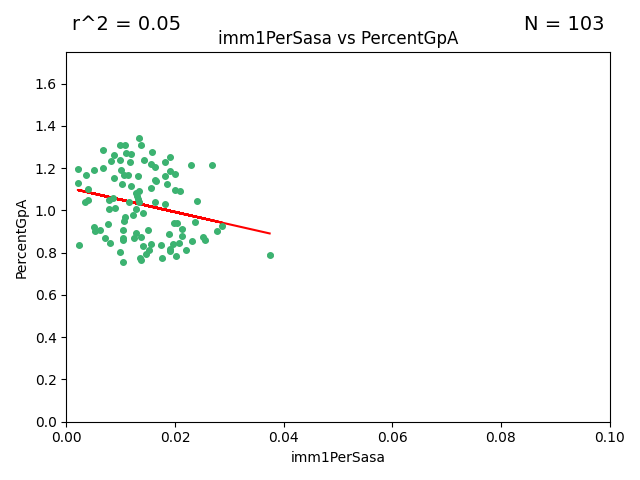 r^2 = 0.05
N = 103
imm1PerSasa vs PercentGpA
PercentGpA
1.6
1.4
1.2
1.0
0.8
0.6
0.4
0.2
0.0
0.00 0.02 0.04 0.06 0.08 0.10
imm1PerSasa